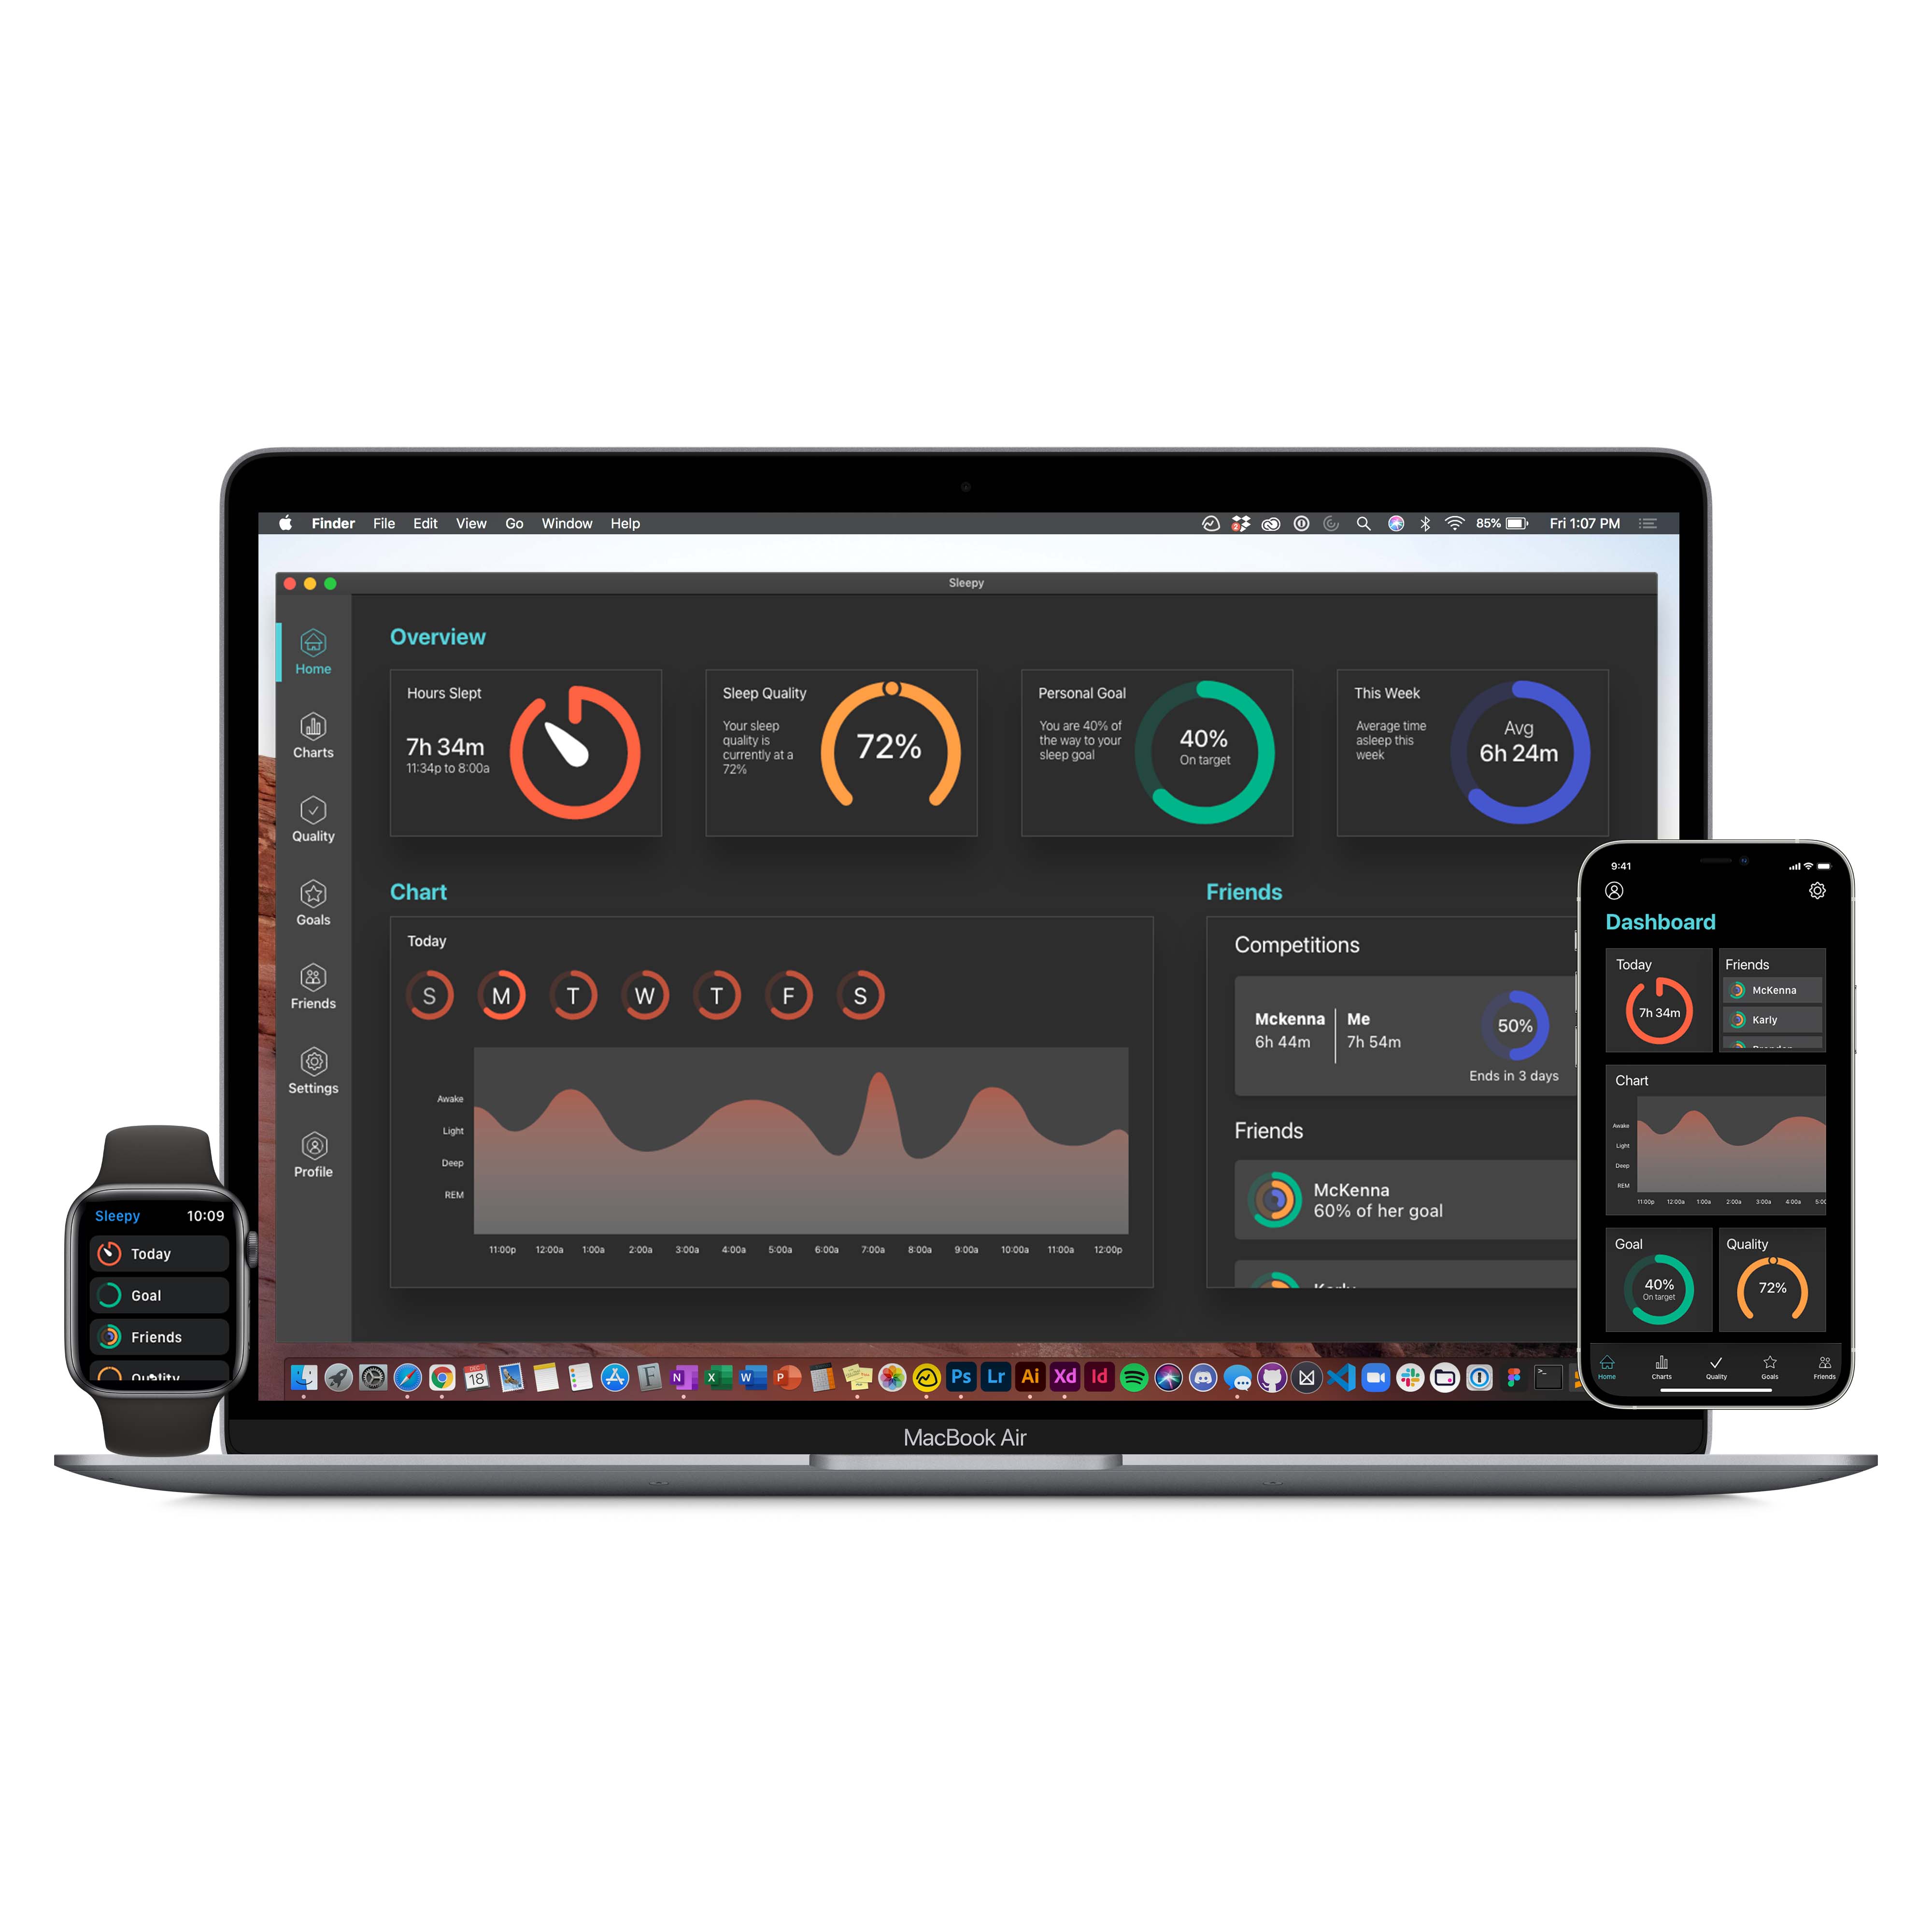 Finder File Edit View Go Window Help
85% Fri 1:07 PM
Sleepy
Home
Charts
Quality
Goals
Friends
Settings
Profile
Overview
Hours Slept
7h 34m
11:34p to 8:00a
Sleep Quality
Your sleep
quality is
currently at a
72%
72%
Personal Goal
You are 40% of
the way to your
sleep goal
40%
On target
This Week
Average time
asleep this
week
Avg
6h 24m
Chart
Today
S M T W T F S
Awake
Light
Deep
REM
11:00p 12:00a 1:00a 2:00a 3:00a 4:00a 5:00a 6:00a 7:00a 8:00a 9:00a 10:00a 11:00a 12:00p
Friends
Competitions
Mckenna Me
6h 44m 7h 54m
50%
Ends in 3 days
Friends
McKenna
60% of her goal
DEC
18
N X W P Ps Lr Ai Xd Id
MacBook Air
Sleepy 10:09
Today
Goal
Friends
Quality
9:41
Dashboard
Today
7h 34m
Friends
McKenna
Karly
Chart
Awake
Light
Deep
REM
11:00p 12:00a 1:00a 2:00a 3:00a 4:00a 5:00
Goal
40%
On target
Quality
72%
Home Charts Quality Goals Friends